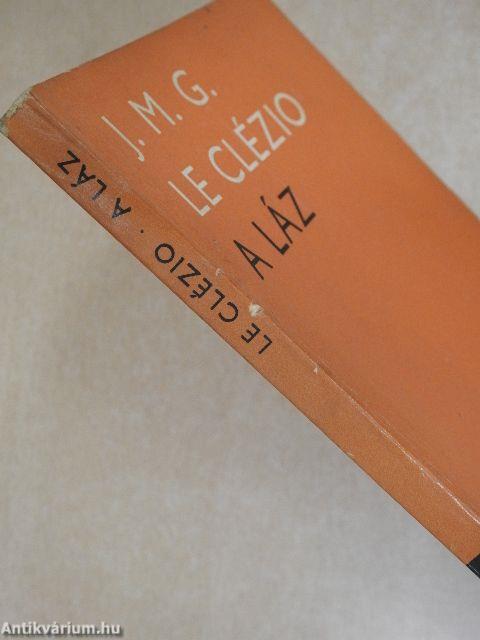 J. M. G.
LE CLÉZIO
A LÁZ
LE CLÉZIO · A LÁZ
Antikvárium.hu